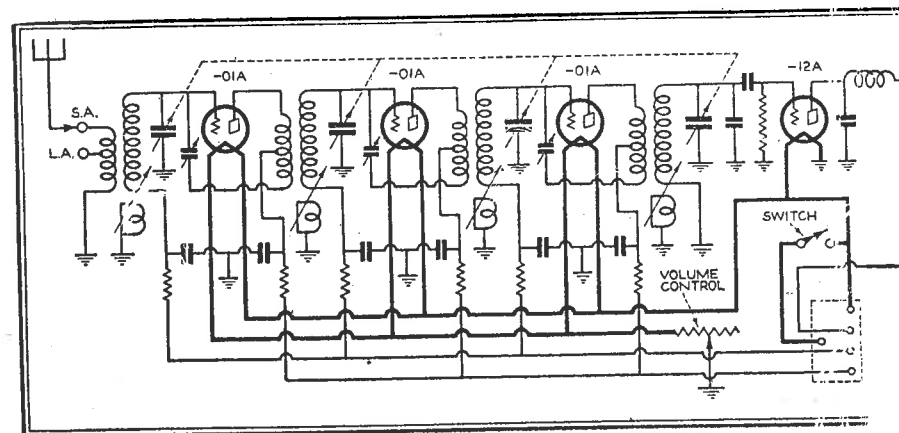 -01A
-01A
-01A
-12A
S.A.
L.A.
SWITCH
VOLUME
CONTROL